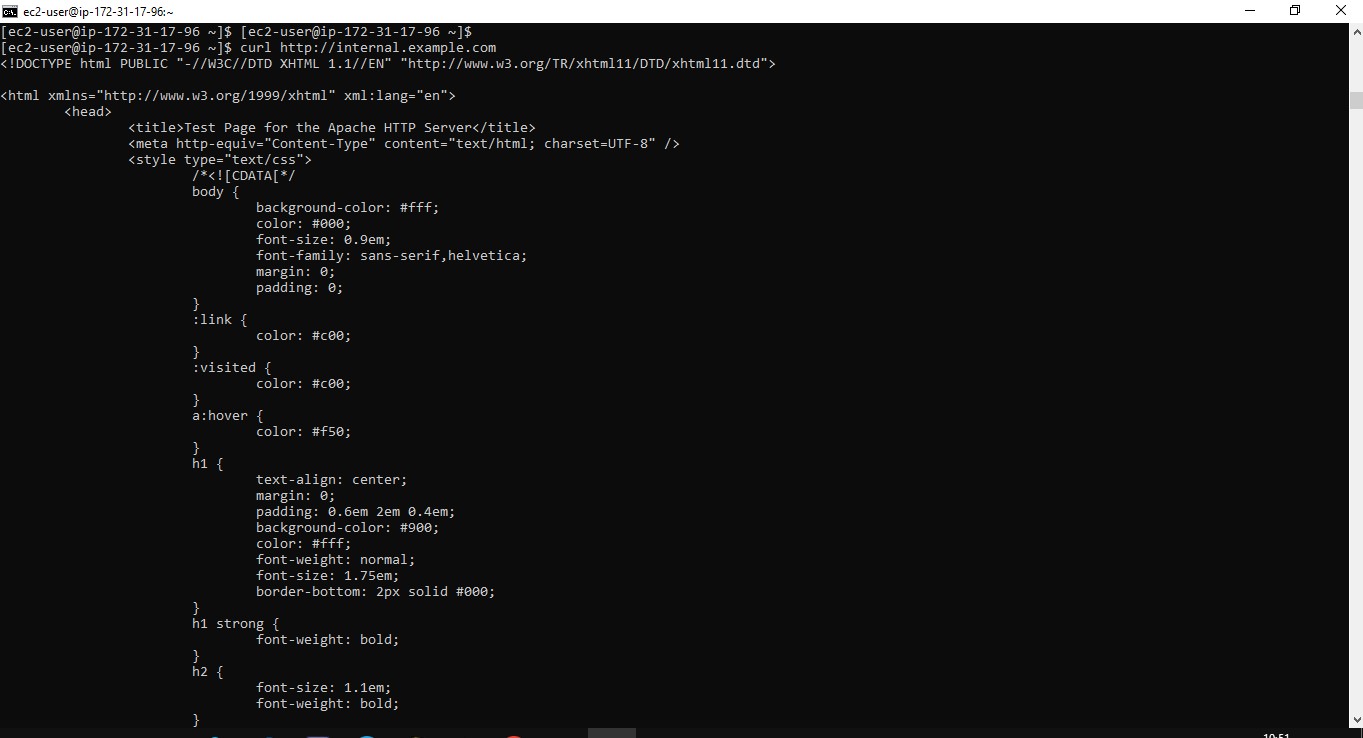 ec2-user@ip-172-31-17-96:~
[ec2-user@ip-172-31-17-96 ~]$ [ec2-user@ip-172-31-17-96 ~]$
[ec2-user@ip-172-31-17-96 ~]$ curl http://internal.example.com
<!DOCTYPE html PUBLIC "-//W3C//DTD XHTML 1.1//EN" "http://www.w3.org/TR/xhtml11/DTD/xhtml11.dtd">
<html xmlns="http://www.w3.org/1999/xhtml" xml:lang="en">
<head>
<title>Test Page for the Apache HTTP Server</title>
<meta http-equiv="Content-Type" content="text/html; charset=UTF-8" />
<style type="text/css">
/*<![CDATA[*/
body {
background-color: #fff;
color: #000;
font-size: 0.9em;
font-family: sans-serif,helvetica;
margin: 0;
padding: 0;
}
:link {
color: #c00;
}
:visited {
color: #c00;
}
a:hover {
color: #f50;
}
h1 {
text-align: center;
margin: 0;
padding: 0.6em 2em 0.4em;
background-color: #900;
color: #fff;
font-weight: normal;
font-size: 1.75em;
border-bottom: 2px solid #000;
}
h1 strong {
font-weight: bold;
}
h2 {
font-size: 1.1em;
font-weight: bold;
}